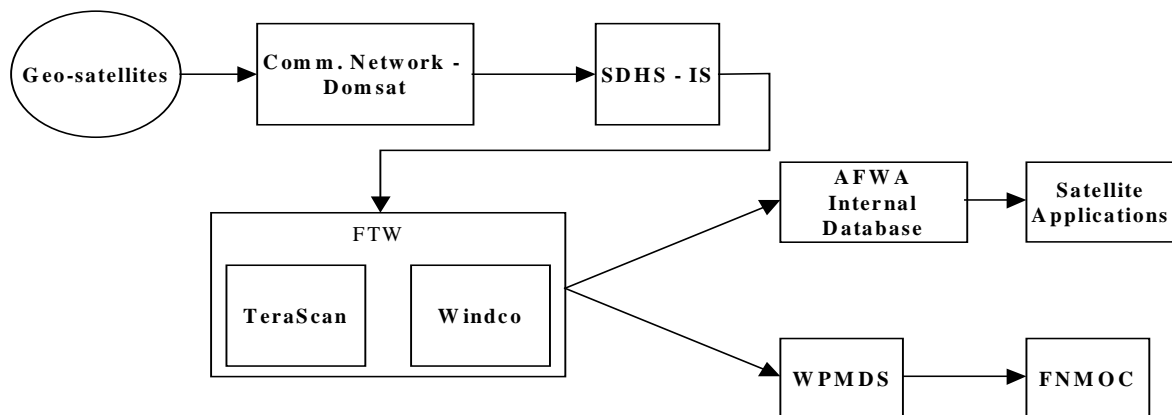 Geo-satellites
Comm. Network -
Domsat
SDHS - IS
AFWA
Internal
Database
Satellite
Applications
FTW
TeraScan
Windco
WPMDS
FNMOC